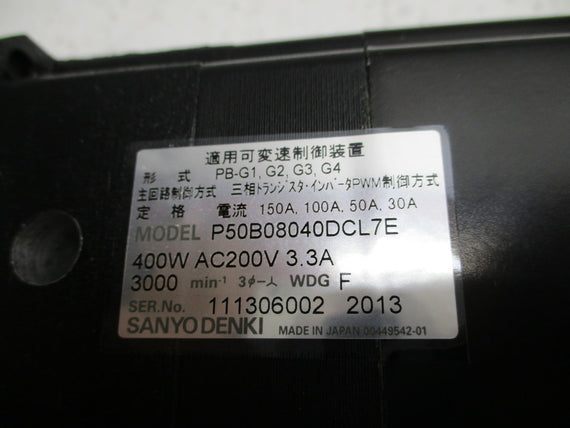 適用可変速制御装置
形 式 PB-G1, G2, G3, G4
主回路制御方式 三相トランジスタ・インバータPWM制御方式
定 格 電流 150A, 100A, 50A, 30A
MODEL P50B08040DCL7E
400W AC200V 3.3A
3000 min-1 3φ-人 WDG F
SER.No. 111306002 2013
SANYO DENKI MADE IN JAPAN 00449542-01